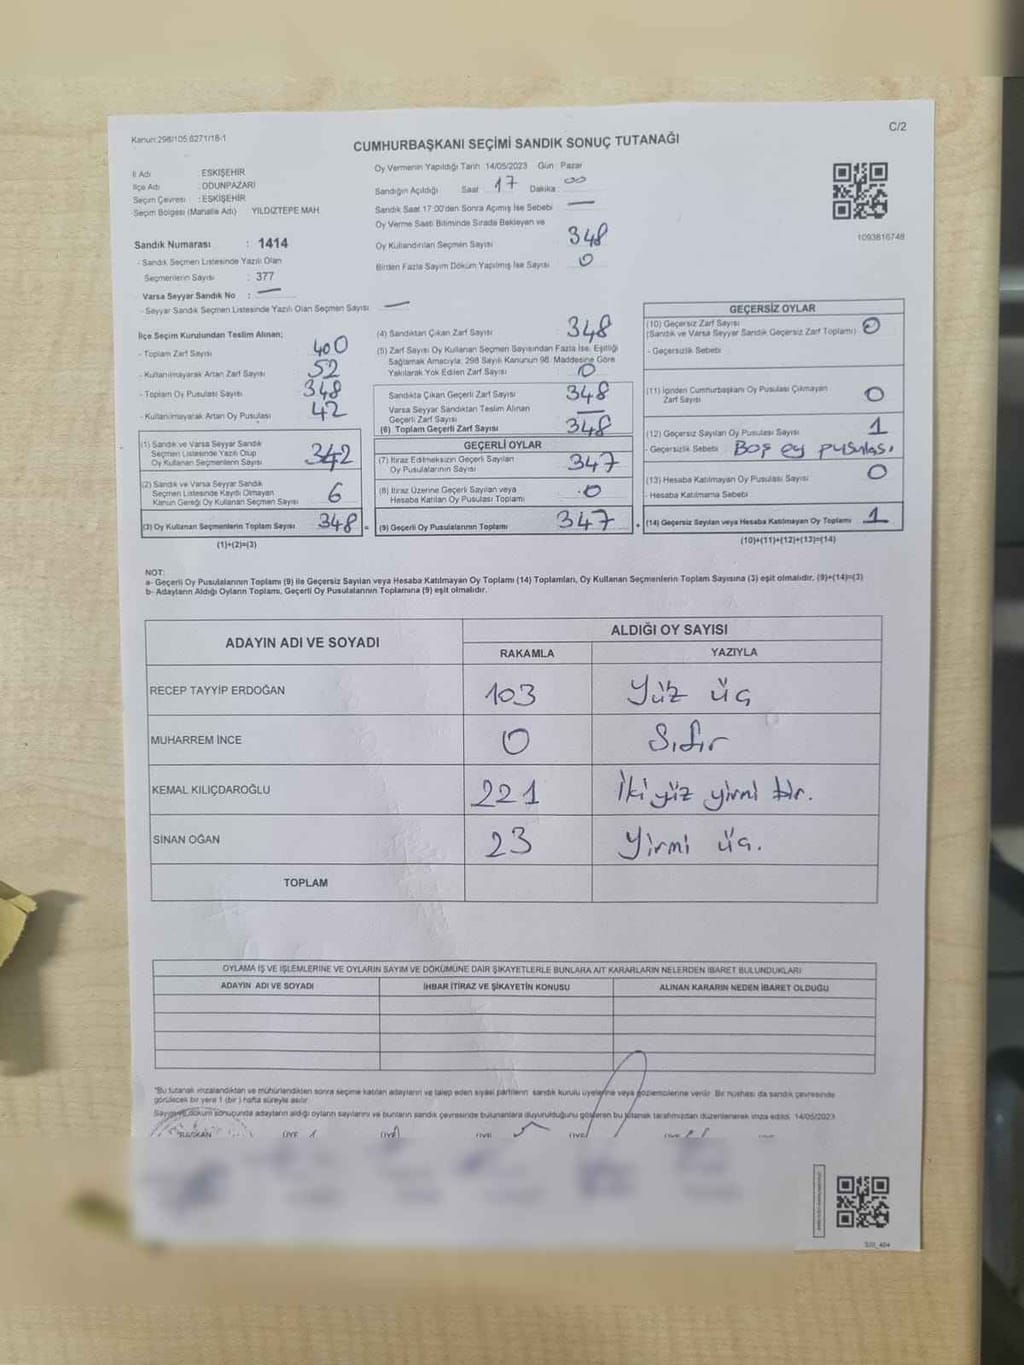 Kanun:298/105,6271/18-1
C/2
CUMHURBAŞKANI SEÇİMİ SANDIK SONUÇ TUTANAĞI
İl Adı : ESKİŞEHİR
İlçe Adı : ODUNPAZARI
Seçim Çevresi : ESKİŞEHİR
Seçim Bölgesi (Mahalle Adı) YILDIZTEPE MAH
Sandık Numarası : 1414
- Sandık Seçmen Listesinde Yazılı Olan
Seçmenlerin Sayısı : 377
Varsa Seyyar Sandık No : —
- Seyyar Sandık Seçmen Listesinde Yazılı Olan Seçmen Sayısı —
Oy Vermenin Yapıldığı Tarih 14/05/2023 Gün : Pazar
Sandığın Açıldığı Saat 17 Dakika : 00
Sandık Saat 17:00'den Sonra Açılmış İse Sebebi —
Oy Verme Saati Bitiminde Sırada Bekleyen ve
Oy Kullandırılan Seçmen Sayısı 348
Birden Fazla Sayım Döküm Yapılmış İse Sayısı 0
1093816748
İlçe Seçim Kurulundan Teslim Alınan;
- Toplam Zarf Sayısı 400
- Kullanılmayarak Artan Zarf Sayısı 52
- Toplam Oy Pusulası Sayısı 348
- Kullanılmayarak Artan Oy Pusulası 42
(1) Sandık ve Varsa Seyyar Sandık
Seçmen Listesinde Yazılı Olup
Oy Kullanan Seçmenlerin Sayısı 342
(2) Sandık ve Varsa Seyyar Sandık
Seçmen Listesinde Kaydı Olmayan
Kanun Gereği Oy Kullanan Seçmen Sayısı 6
(3) Oy Kullanan Seçmenlerin Toplam Sayısı 348 =
(1)+(2)=(3)
(4) Sandıktan Çıkan Zarf Sayısı 348
(5) Zarf Sayısı Oy Kullanan Seçmen Sayısından Fazla İse, Eşitliği
Sağlamak Amacıyla; 298 Sayılı Kanunun 98. Maddesine Göre
Yakılarak Yok Edilen Zarf Sayısı 0
Sandıkta Çıkan Geçerli Zarf Sayısı 348
Varsa Seyyar Sandıktan Teslim Alınan
Geçerli Zarf Sayısı —
(6) Toplam Geçerli Zarf Sayısı 348
GEÇERLİ OYLAR
(7) İtiraz Edilmeksizin Geçerli Sayılan
Oy Pusulalarının Sayısı 347
(8) İtiraz Üzerine Geçerli Sayılan veya
Hesaba Katılan Oy Pusulası Toplamı 0
(9) Geçerli Oy Pusulalarının Toplamı 347 +
GEÇERSİZ OYLAR
(10) Geçersiz Zarf Sayısı
(Sandık ve Varsa Seyyar Sandık Geçersiz Zarf Toplamı) 0
- Geçersizlik Sebebi
(11) İçinden Cumhurbaşkanı Oy Pusulası Çıkmayan
Zarf Sayısı 0
(12) Geçersiz Sayılan Oy Pusulası Sayısı 1
- Geçersizlik Sebebi Boş oy pusulası
(13) Hesaba Katılmayan Oy Pusulası Sayısı 0
- Hesaba Katılmama Sebebi
(14) Geçersiz Sayılan veya Hesaba Katılmayan Oy Toplamı 1
(10)+(11)+(12)+(13)=(14)
NOT:
a- Geçerli Oy Pusulalarının Toplamı (9) ile Geçersiz Sayılan veya Hesaba Katılmayan Oy Toplamı (14) Toplamları, Oy Kullanan Seçmenlerin Toplam Sayısına (3) eşit olmalıdır. (9)+(14)=(3)
b- Adayların Aldığı Oyların Toplamı, Geçerli Oy Pusulalarının Toplamına (9) eşit olmalıdır.
ADAYIN ADI VE SOYADI ALDIĞI OY SAYISI
RAKAMLA YAZIYLA
RECEP TAYYİP ERDOĞAN 103 Yüz üç
MUHARREM İNCE 0 Sıfır
KEMAL KILIÇDAROĞLU 221 İki yüz yirmi bir.
SİNAN OĞAN 23 Yirmi üç.
TOPLAM
OYLAMA İŞ VE İŞLEMLERİNE VE OYLARIN SAYIM VE DÖKÜMÜNE DAİR ŞİKAYETLERLE BUNLARA AİT KARARLARIN NELERDEN İBARET BULUNDUKLARI
ADAYIN ADI VE SOYADI İHBAR İTİRAZ VE ŞİKAYETİN KONUSU ALINAN KARARIN NEDEN İBARET OLDUĞU
*Bu tutanak imzalandıktan ve mühürlendikten sonra seçime katılan adayların ve talep eden siyasi partilerin sandık kurulu üyelerine veya gözlemcilerine verilir. Bir nüshası da sandık çevresinde
görülecek bir yere 1 (bir) hafta süreyle asılır.
Sayım ve döküm sonucunda adayların aldığı oyların sayılarını ve bunların sandık çevresinde bulunanlara duyurulduğunu gösteren bu tutanak tarafımızdan düzenlenerek imza edildi. 14/05/2023
BAŞKAN ÜYE ÜYE ÜYE ÜYE